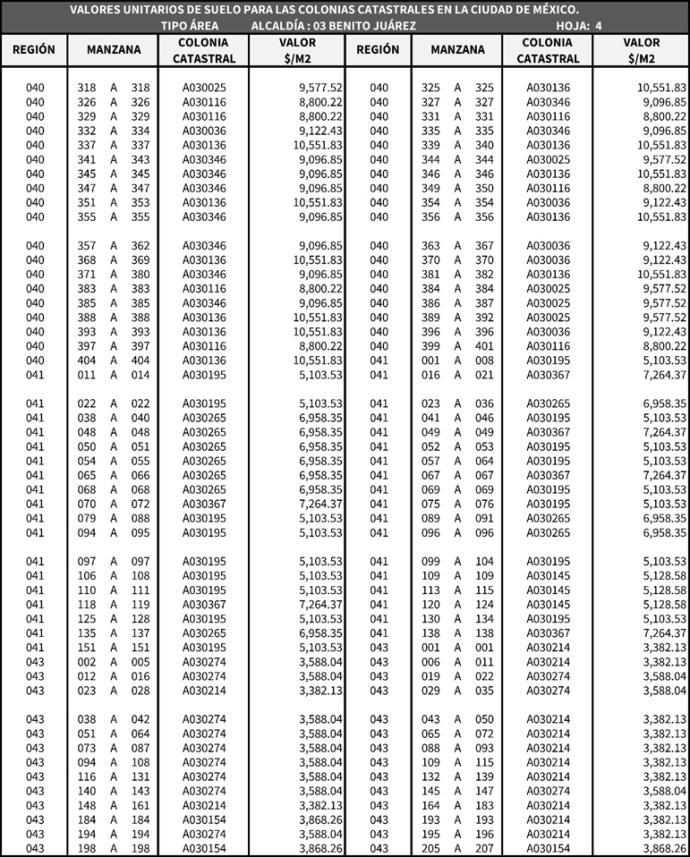 VALORES UNITARIOS DE SUELO PARA LAS COLONIAS CATASTRALES EN LA CIUDAD DE MÉXICO.
TIPO ÁREA ALCALDÍA : 03 BENITO JUÁREZ HOJA: 4
REGIÓN MANZANA COLONIA CATASTRAL VALOR $/M2 REGIÓN MANZANA COLONIA CATASTRAL VALOR $/M2
040 318 A 318 A030025 9,577.52 040 325 A 325 A030136 10,551.83
040 326 A 326 A030116 8,800.22 040 327 A 327 A030346 9,096.85
040 329 A 329 A030116 8,800.22 040 331 A 331 A030116 8,800.22
040 332 A 334 A030036 9,122.43 040 335 A 335 A030346 9,096.85
040 337 A 337 A030136 10,551.83 040 339 A 340 A030136 10,551.83
040 341 A 343 A030346 9,096.85 040 344 A 344 A030025 9,577.52
040 345 A 345 A030346 9,096.85 040 346 A 346 A030136 10,551.83
040 347 A 347 A030346 9,096.85 040 349 A 350 A030116 8,800.22
040 351 A 353 A030136 10,551.83 040 354 A 354 A030036 9,122.43
040 355 A 355 A030346 9,096.85 040 356 A 356 A030136 10,551.83
040 357 A 362 A030346 9,096.85 040 363 A 367 A030036 9,122.43
040 368 A 369 A030136 10,551.83 040 370 A 370 A030036 9,122.43
040 371 A 380 A030346 9,096.85 040 381 A 382 A030136 10,551.83
040 383 A 383 A030116 8,800.22 040 384 A 384 A030025 9,577.52
040 385 A 385 A030346 9,096.85 040 386 A 387 A030025 9,577.52
040 388 A 388 A030136 10,551.83 040 389 A 392 A030025 9,577.52
040 393 A 393 A030136 10,551.83 040 396 A 396 A030036 9,122.43
040 397 A 397 A030116 8,800.22 040 399 A 401 A030116 8,800.22
040 404 A 404 A030136 10,551.83 041 001 A 008 A030195 5,103.53
041 011 A 014 A030195 5,103.53 041 016 A 021 A030367 7,264.37
041 022 A 022 A030195 5,103.53 041 023 A 036 A030265 6,958.35
041 038 A 040 A030265 6,958.35 041 041 A 046 A030195 5,103.53
041 048 A 048 A030265 6,958.35 041 049 A 049 A030367 7,264.37
041 050 A 051 A030265 6,958.35 041 052 A 053 A030195 5,103.53
041 054 A 055 A030265 6,958.35 041 057 A 064 A030195 5,103.53
041 065 A 066 A030265 6,958.35 041 067 A 067 A030367 7,264.37
041 068 A 068 A030265 6,958.35 041 069 A 069 A030195 5,103.53
041 070 A 072 A030367 7,264.37 041 075 A 076 A030195 5,103.53
041 079 A 088 A030195 5,103.53 041 089 A 091 A030265 6,958.35
041 094 A 095 A030195 5,103.53 041 096 A 096 A030265 6,958.35
041 097 A 097 A030195 5,103.53 041 099 A 104 A030195 5,103.53
041 106 A 108 A030195 5,103.53 041 109 A 109 A030145 5,128.58
041 110 A 111 A030195 5,103.53 041 113 A 115 A030145 5,128.58
041 118 A 119 A030367 7,264.37 041 120 A 124 A030145 5,128.58
041 125 A 128 A030195 5,103.53 041 130 A 134 A030195 5,103.53
041 135 A 137 A030265 6,958.35 041 138 A 138 A030367 7,264.37
041 151 A 151 A030195 5,103.53 043 001 A 001 A030214 3,382.13
043 002 A 005 A030274 3,588.04 043 006 A 011 A030214 3,382.13
043 012 A 016 A030274 3,588.04 043 019 A 022 A030274 3,588.04
043 023 A 028 A030214 3,382.13 043 029 A 035 A030274 3,588.04
043 038 A 042 A030274 3,588.04 043 043 A 050 A030214 3,382.13
043 051 A 064 A030274 3,588.04 043 065 A 072 A030214 3,382.13
043 073 A 087 A030274 3,588.04 043 088 A 093 A030214 3,382.13
043 094 A 108 A030274 3,588.04 043 109 A 115 A030214 3,382.13
043 116 A 131 A030274 3,588.04 043 132 A 139 A030214 3,382.13
043 140 A 143 A030274 3,588.04 043 145 A 147 A030274 3,588.04
043 148 A 161 A030214 3,382.13 043 164 A 183 A030214 3,382.13
043 184 A 184 A030154 3,868.26 043 193 A 193 A030214 3,382.13
043 194 A 194 A030274 3,588.04 043 195 A 196 A030214 3,382.13
043 198 A 198 A030154 3,868.26 043 205 A 207 A030154 3,868.26